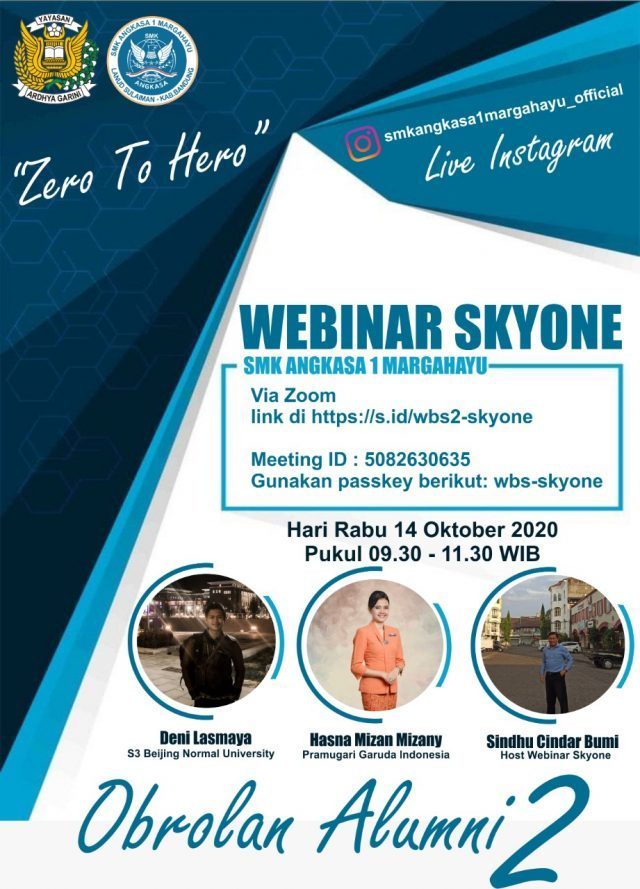 YAYASAN
ARDHYA GARINI
SMK ANGKASA 1 MARGAHAYU
SMK
ANGKASA
LANUD SULAIMAN - KAB.BANDUNG
smkangkasa1margahayu_official
Live Instagram
"Zero To Hero"
WEBINAR SKYONE
SMK ANGKASA 1 MARGAHAYU
Via Zoom
link di https://s.id/wbs2-skyone
Meeting ID : 5082630635
Gunakan passkey berikut: wbs-skyone
Hari Rabu 14 Oktober 2020
Pukul 09.30 - 11.30 WIB
Deni Lasmaya
S3 Beijing Normal University
Hasna Mizan Mizany
Pramugari Garuda Indonesia
Sindhu Cindar Bumi
Host Webinar Skyone
Obrolan Alumni 2